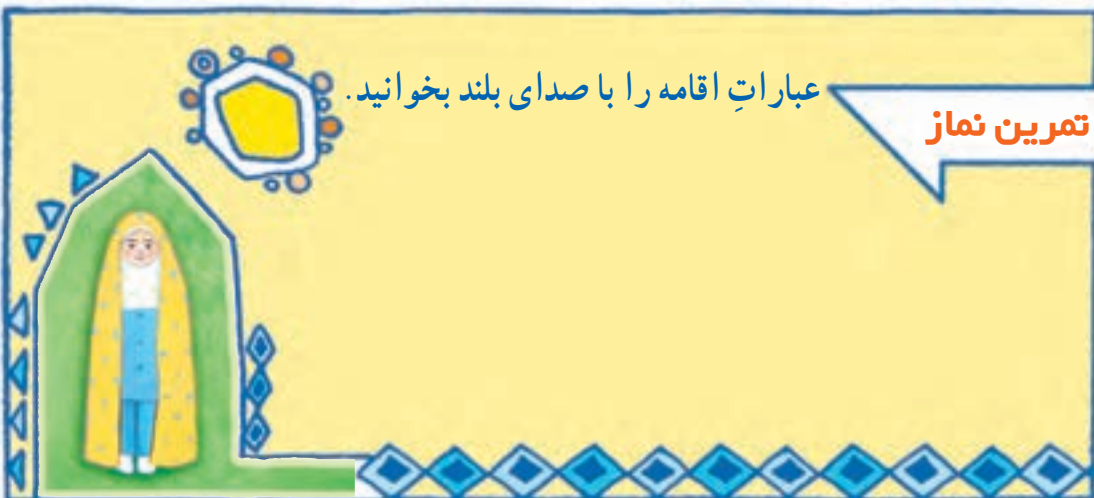 تمرین نماز
عباراتِ اقامه را با صدای بلند بخوانید.